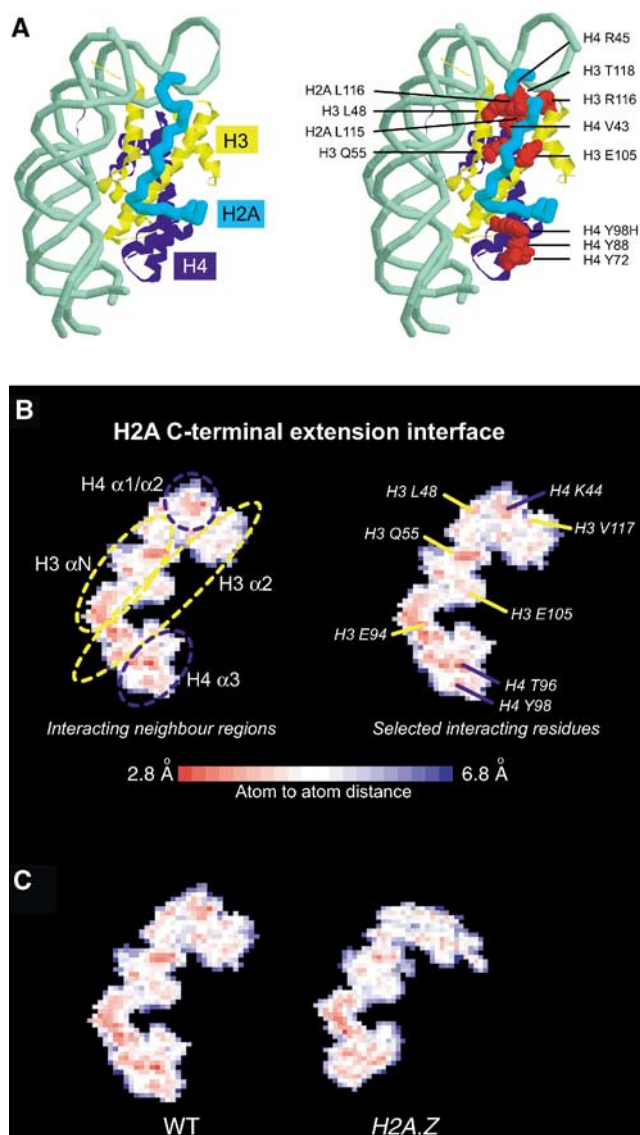 A
H3
H2A
H4
H2A L116
H3 L48
H2A L115
H3 Q55
H4 R45
H3 T118
H3 R116
H4 V43
H3 E105
H4 Y98H
H4 Y88
H4 Y72
B
H2A C-terminal extension interface
H4 α1/α2
H3 αN
H3 α2
H4 α3
Interacting neighbour regions
H3 L48
H4 K44
H3 Q55
H3 V117
H3 E105
H3 E94
H4 T96
H4 Y98
Selected interacting residues
2.8 Å
6.8 Å
Atom to atom distance
C
WT
H2A.Z